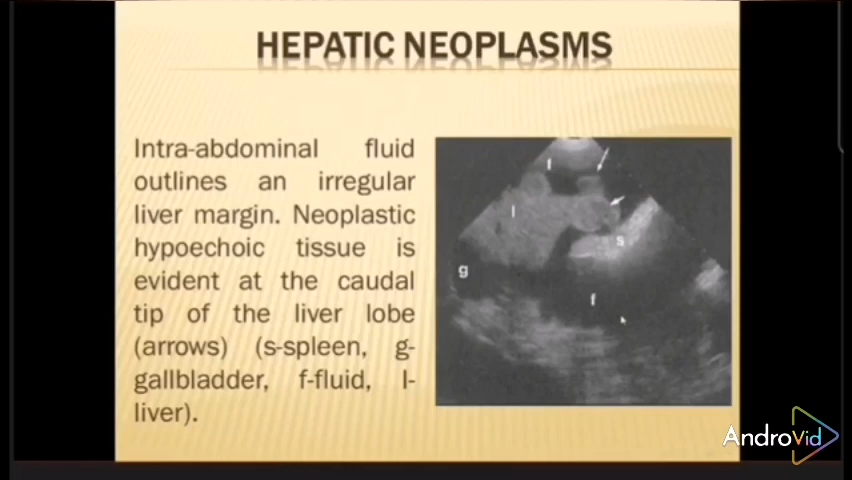 HEPATIC NEOPLASMS
Intra-abdominal fluid
outlines an irregular
liver margin. Neoplastic
hypoechoic tissue is
evident at the caudal
tip of the liver lobe
(arrows) (s-spleen, g-
gallbladder, f-fluid, l-
liver).
f
l
s
g
f
AndroVid